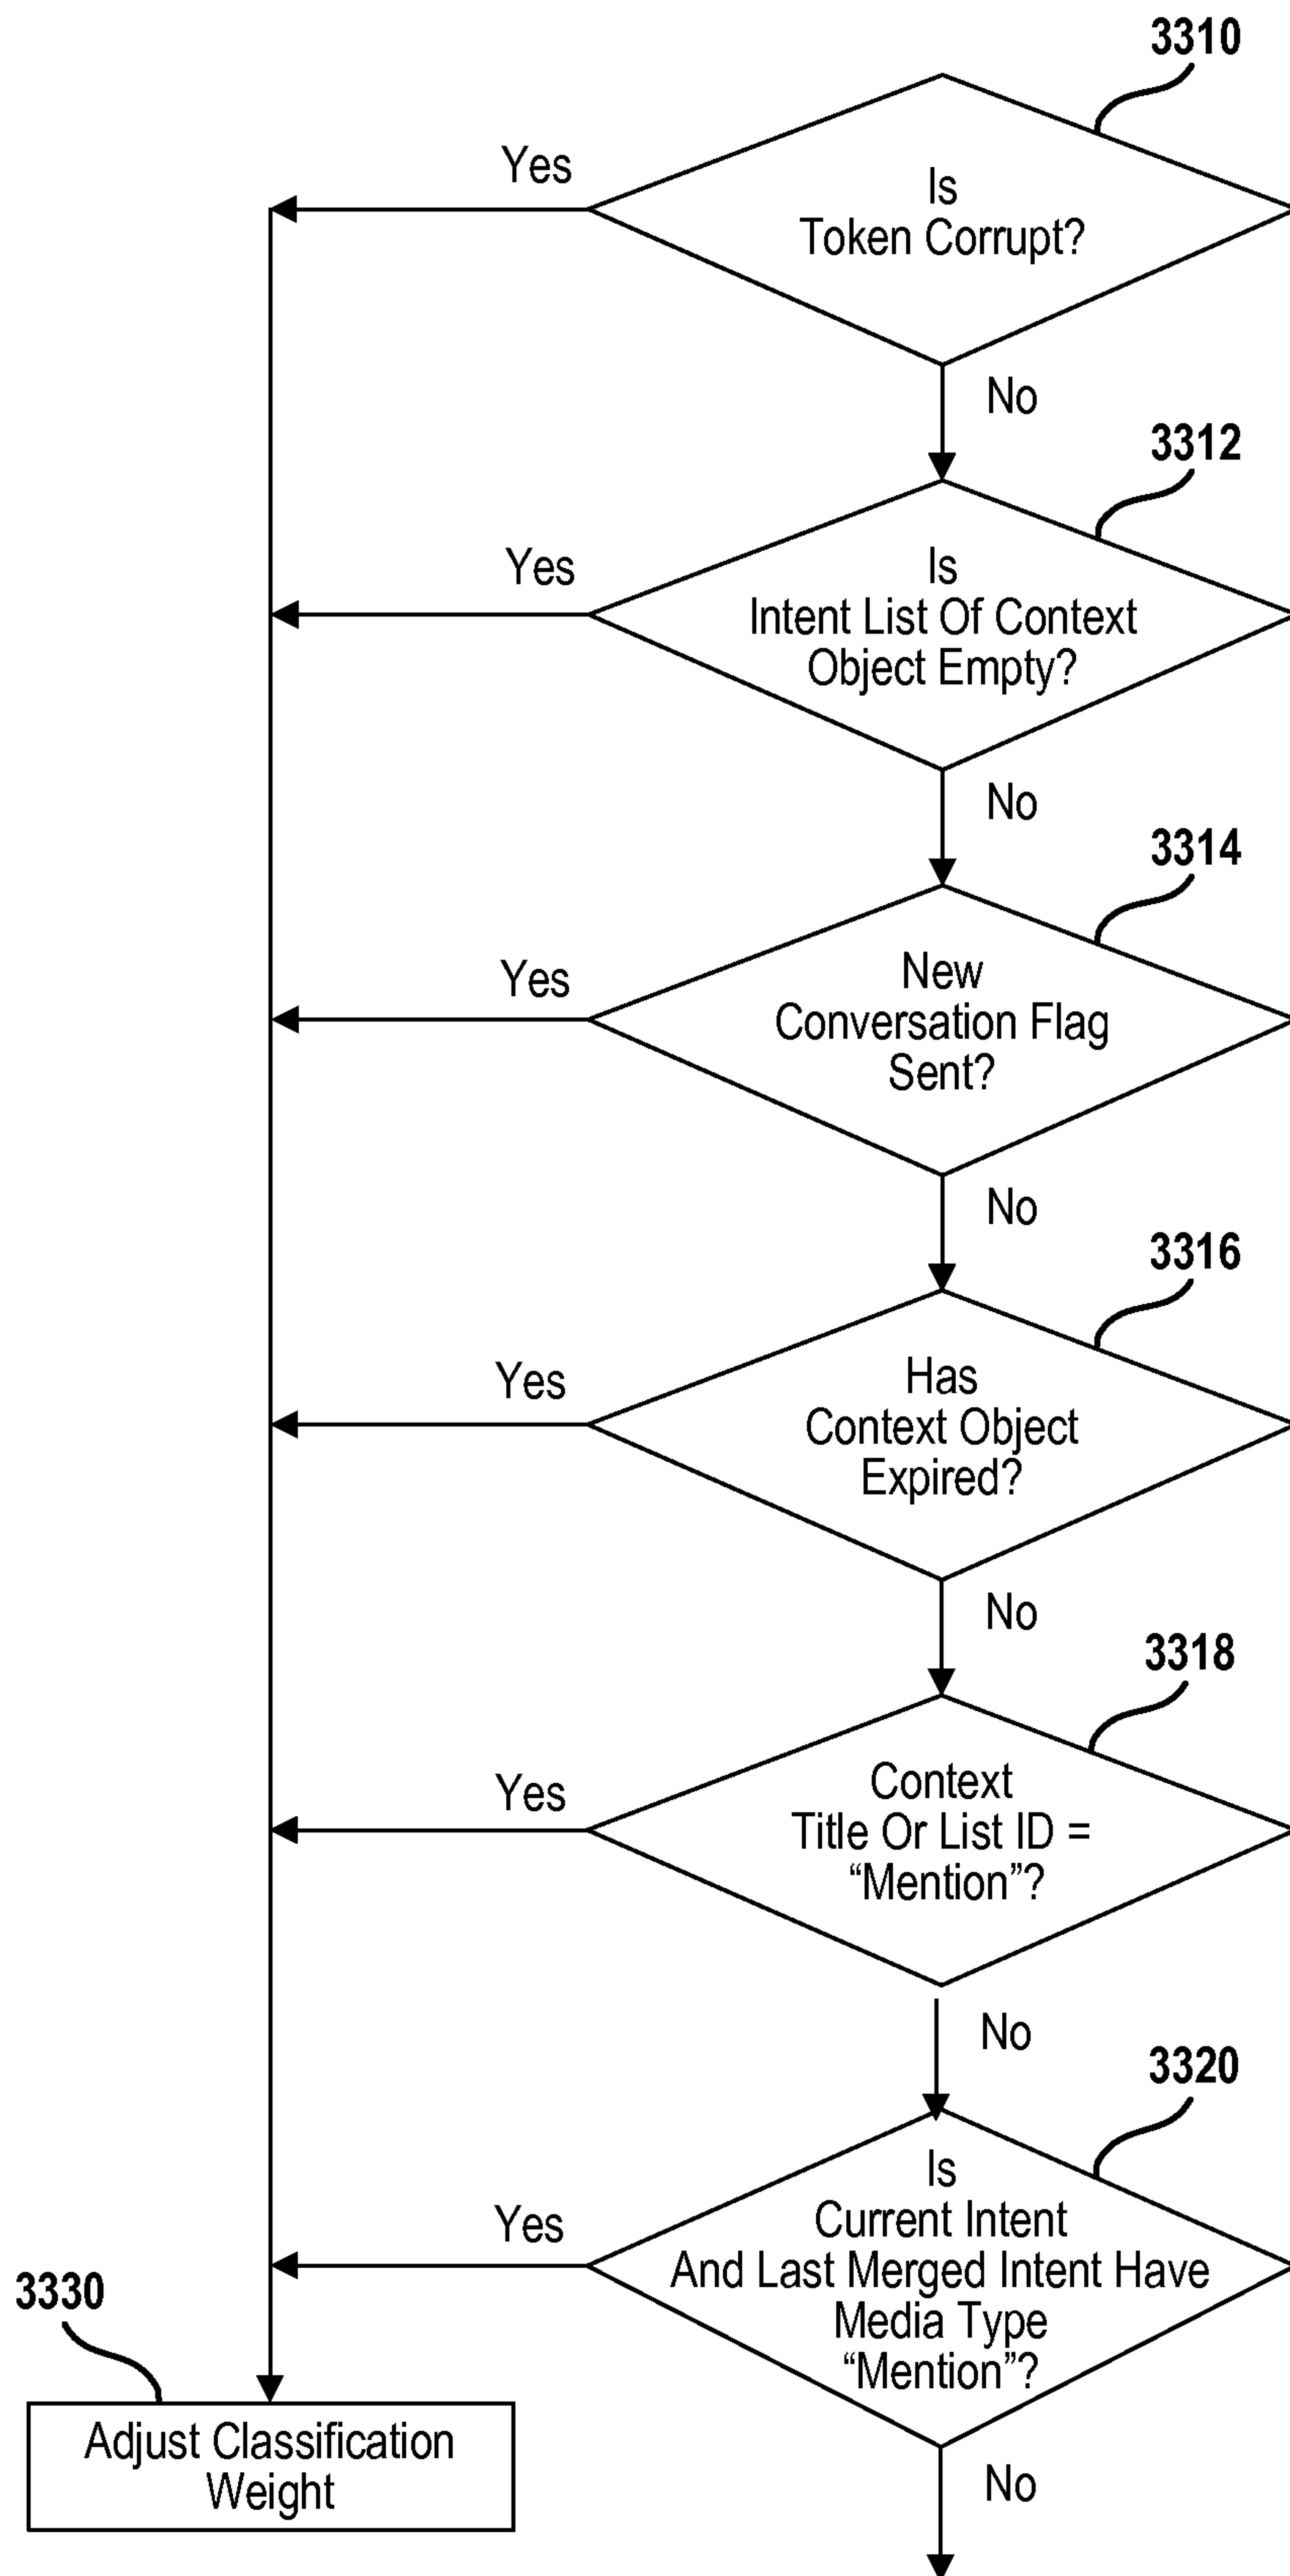 3310
Yes
Is
Token Corrupt?
No
3312
Yes
Is
Intent List Of Context
Object Empty?
No
3314
Yes
New
Conversation Flag
Sent?
No
3316
Yes
Has
Context Object
Expired?
No
3318
Yes
Context
Title Or List ID =
“Mention”?
No
3320
Yes
Is
Current Intent
And Last Merged Intent Have
Media Type
“Mention”?
3330
Adjust Classification
Weight
No